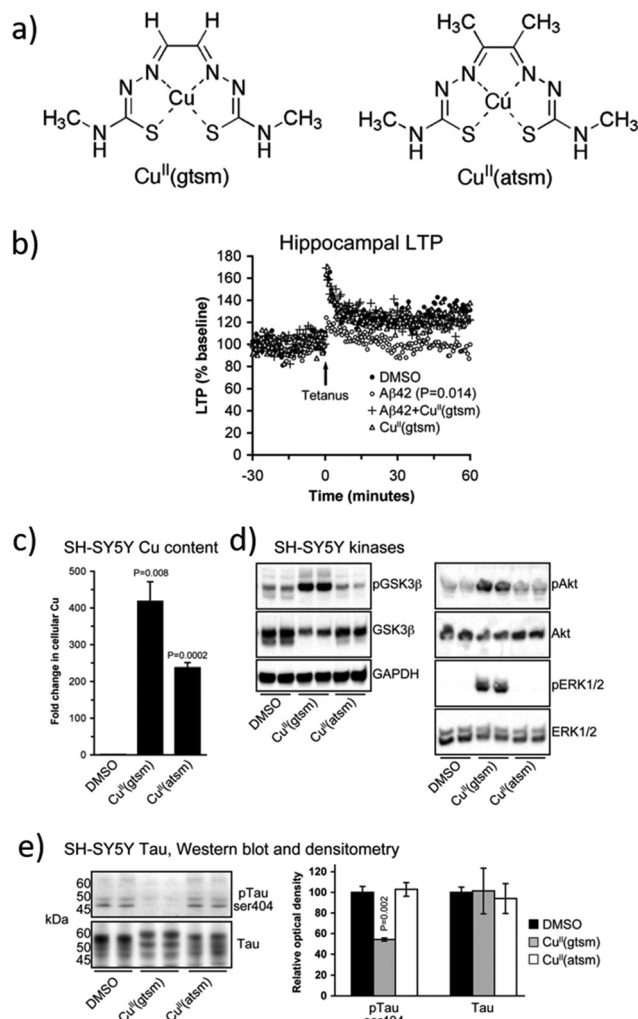 a)
H H
N N
N N
Cu
H₃C N S S N CH₃
H H
Cuᴵᴵ(gtsm)
H₃C CH₃
N N
N N
Cu
H₃C N S S N CH₃
H H
Cuᴵᴵ(atsm)
b)
Hippocampal LTP
LTP (% baseline)
180
160
140
120
100
80
60
40
20
0
Tetanus
● DMSO
○ Aβ42 (P=0.014)
+ Aβ42+Cuᴵᴵ(gtsm)
△ Cuᴵᴵ(gtsm)
-30 0 30 60
Time (minutes)
c)
SH-SY5Y Cu content
Fold change in cellular Cu
500
400
300
200
100
0
P=0.008
P=0.0002
DMSO
Cuᴵᴵ(gtsm)
Cuᴵᴵ(atsm)
d)
SH-SY5Y kinases
pGSK3β
GSK3β
GAPDH
DMSO
Cuᴵᴵ(gtsm)
Cuᴵᴵ(atsm)
pAkt
Akt
pERK1/2
ERK1/2
DMSO
Cuᴵᴵ(gtsm)
Cuᴵᴵ(atsm)
e)
SH-SY5Y Tau, Western blot and densitometry
kDa
60
50
45
pTau
ser404
60
50
45
Tau
DMSO
Cuᴵᴵ(gtsm)
Cuᴵᴵ(atsm)
Relative optical density
120
100
80
60
40
20
0
P=0.002
pTau
ser404
Tau
DMSO
Cuᴵᴵ(gtsm)
Cuᴵᴵ(atsm)